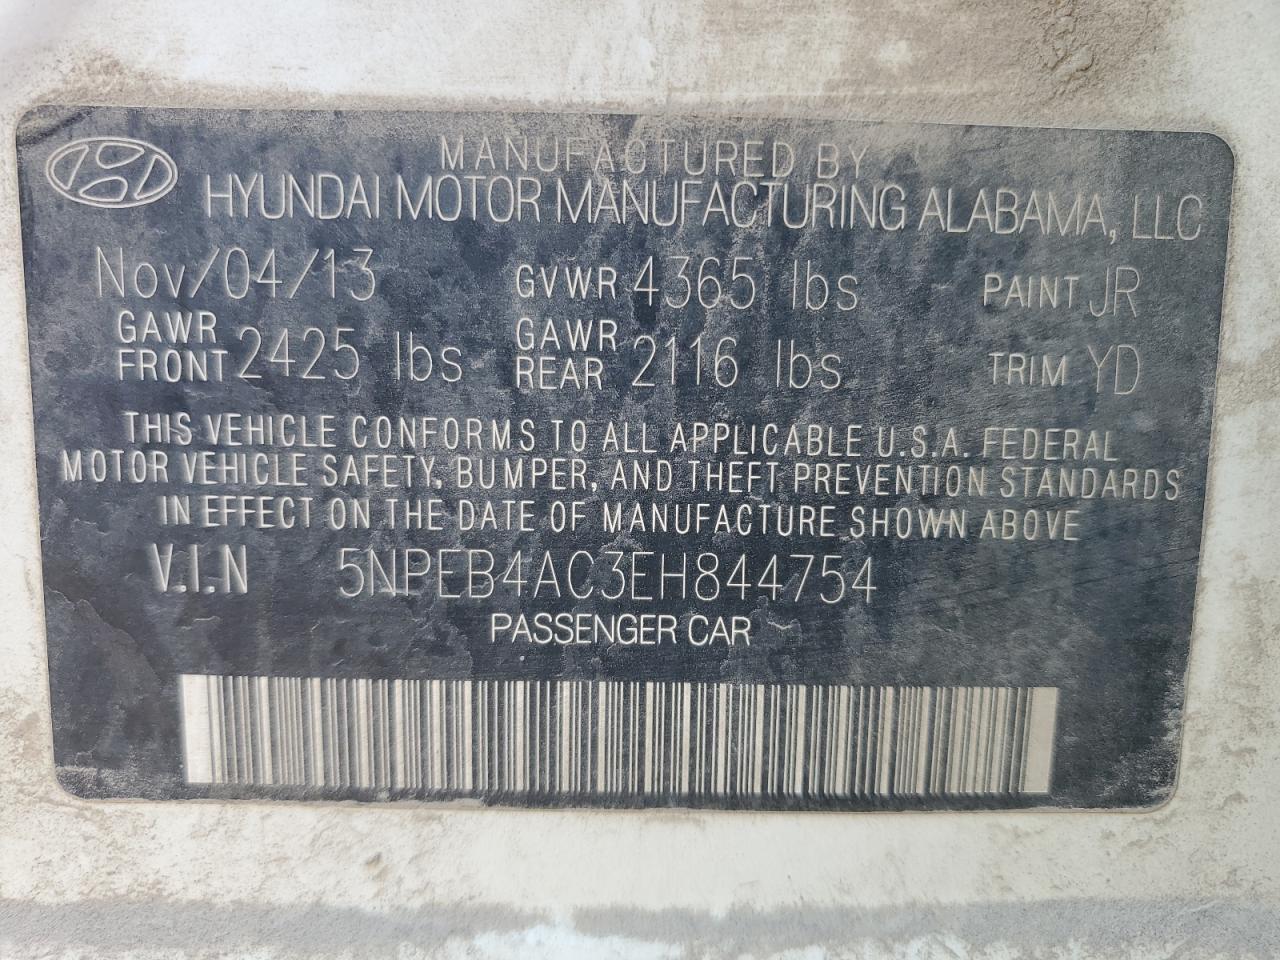 MANUFACTURED BY
HYUNDAI MOTOR MANUFACTURING ALABAMA, LLC
Nov/04/13 GVWR 4365 lbs PAINT JR
GAWR FRONT 2425 lbs GAWR REAR 2116 lbs TRIM YD
THIS VEHICLE CONFORMS TO ALL APPLICABLE U.S.A. FEDERAL
MOTOR VEHICLE SAFETY, BUMPER, AND THEFT PREVENTION STANDARDS
IN EFFECT ON THE DATE OF MANUFACTURE SHOWN ABOVE
V.I.N 5NPEB4AC3EH844754
PASSENGER CAR